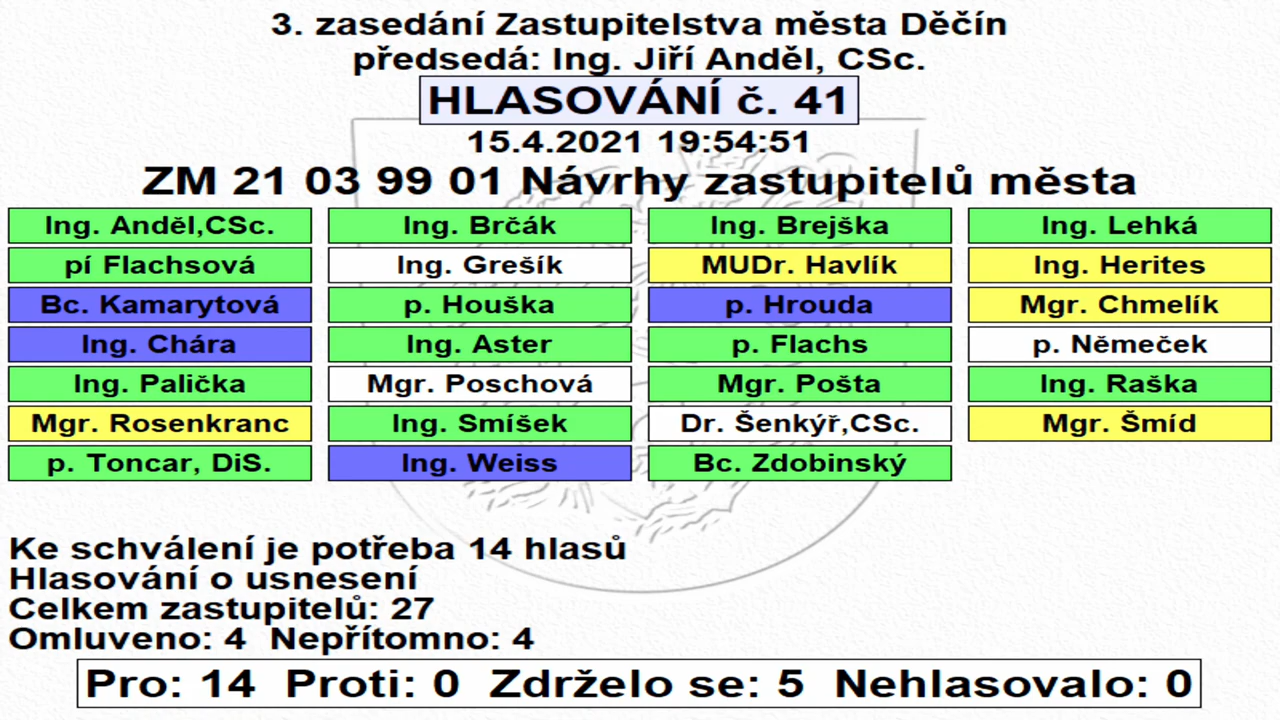 3. zasedání Zastupitelstva města Děčín
předsedá: Ing. Jiří Anděl, CSc.
HLASOVÁNÍ č. 41
15.4.2021 19:54:51
ZM 21 03 99 01 Návrhy zastupitelů města
Ing. Anděl,CSc. Ing. Brčák Ing. Brejška Ing. Lehká
pí Flachsová Ing. Grešík MUDr. Havlík Ing. Herites
Bc. Kamarytová p. Houška p. Hrouda Mgr. Chmelík
Ing. Chára Ing. Aster p. Flachs p. Němeček
Ing. Palička Mgr. Poschová Mgr. Pošta Ing. Raška
Mgr. Rosenkranc Ing. Smíšek Dr. Šenkýř,CSc. Mgr. Šmíd
p. Toncar, DiS. Ing. Weiss Bc. Zdobinský
Ke schválení je potřeba 14 hlasů
Hlasování o usnesení
Celkem zastupitelů: 27
Omluveno: 4 Nepřítomno: 4
Pro: 14 Proti: 0 Zdrželo se: 5 Nehlasovalo: 0